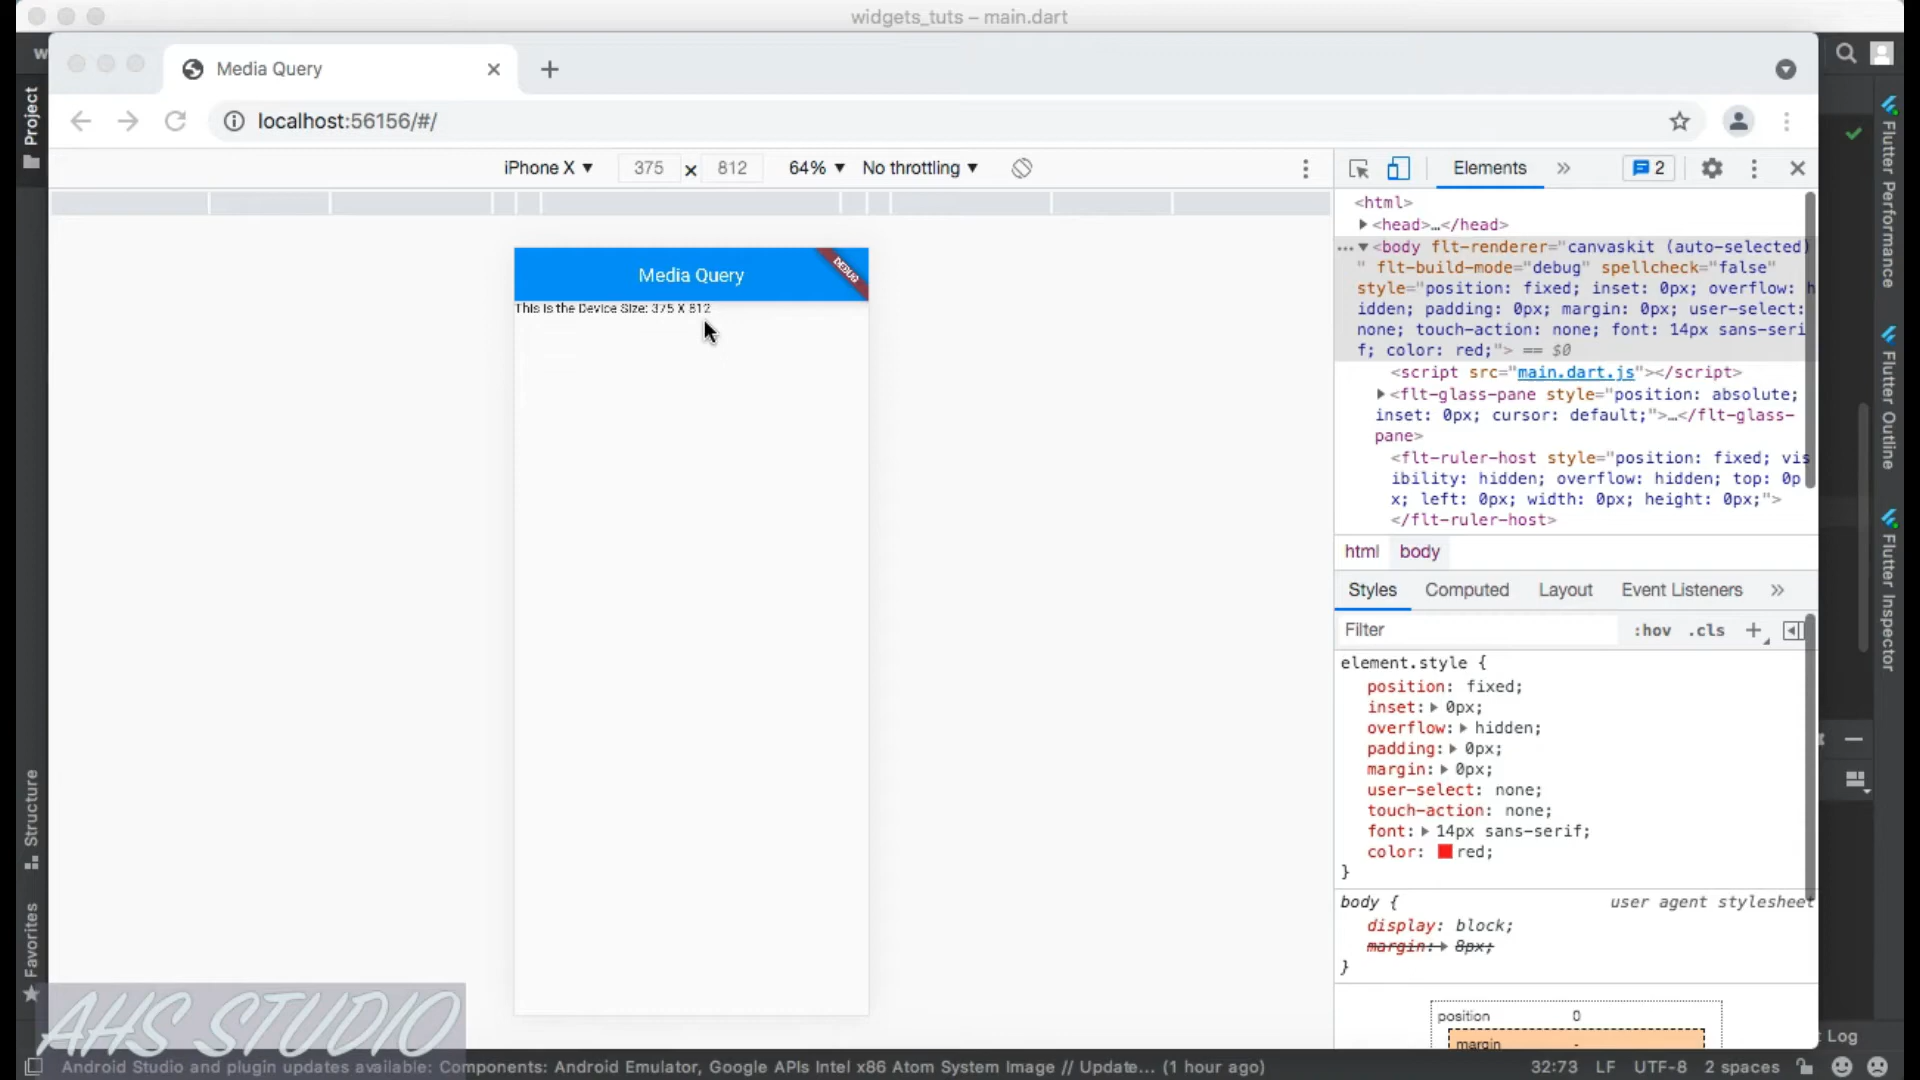 widgets_tuts – main.dart
Media Query
localhost:56156/#/
Project
iPhone X ▼ 375 x 812 64% ▼ No throttling ▼
Elements » 2
Media Query
DEBUG
This is the Device Size: 375 X 812
<html>
<head>…</head>
<body flt-renderer="canvaskit (auto-selected)
" flt-build-mode="debug" spellcheck="false"
style="position: fixed; inset: 0px; overflow: h
idden; padding: 0px; margin: 0px; user-select:
none; touch-action: none; font: 14px sans-seri
f; color: red;"> == $0
<script src="main.dart.js"></script>
<flt-glass-pane style="position: absolute;
inset: 0px; cursor: default;">…</flt-glass-
pane>
<flt-ruler-host style="position: fixed; vis
ibility: hidden; overflow: hidden; top: 0p
x; left: 0px; width: 0px; height: 0px;">
</flt-ruler-host>
html body
Styles Computed Layout Event Listeners »
Filter :hov .cls +
element.style {
position: fixed;
inset: 0px;
overflow: hidden;
padding: 0px;
margin: 0px;
user-select: none;
touch-action: none;
font: 14px sans-serif;
color: red;
}
body { user agent stylesheet
display: block;
margin: 8px;
}
position 0
margin -
Flutter Performance
Flutter Outline
Flutter Inspector
Structure
Favorites
AHS STUDIO
Log
Android Studio and plugin updates available: Components: Android Emulator, Google APIs Intel x86 Atom System Image // Update... (1 hour ago) 32:73 LF UTF-8 2 spaces